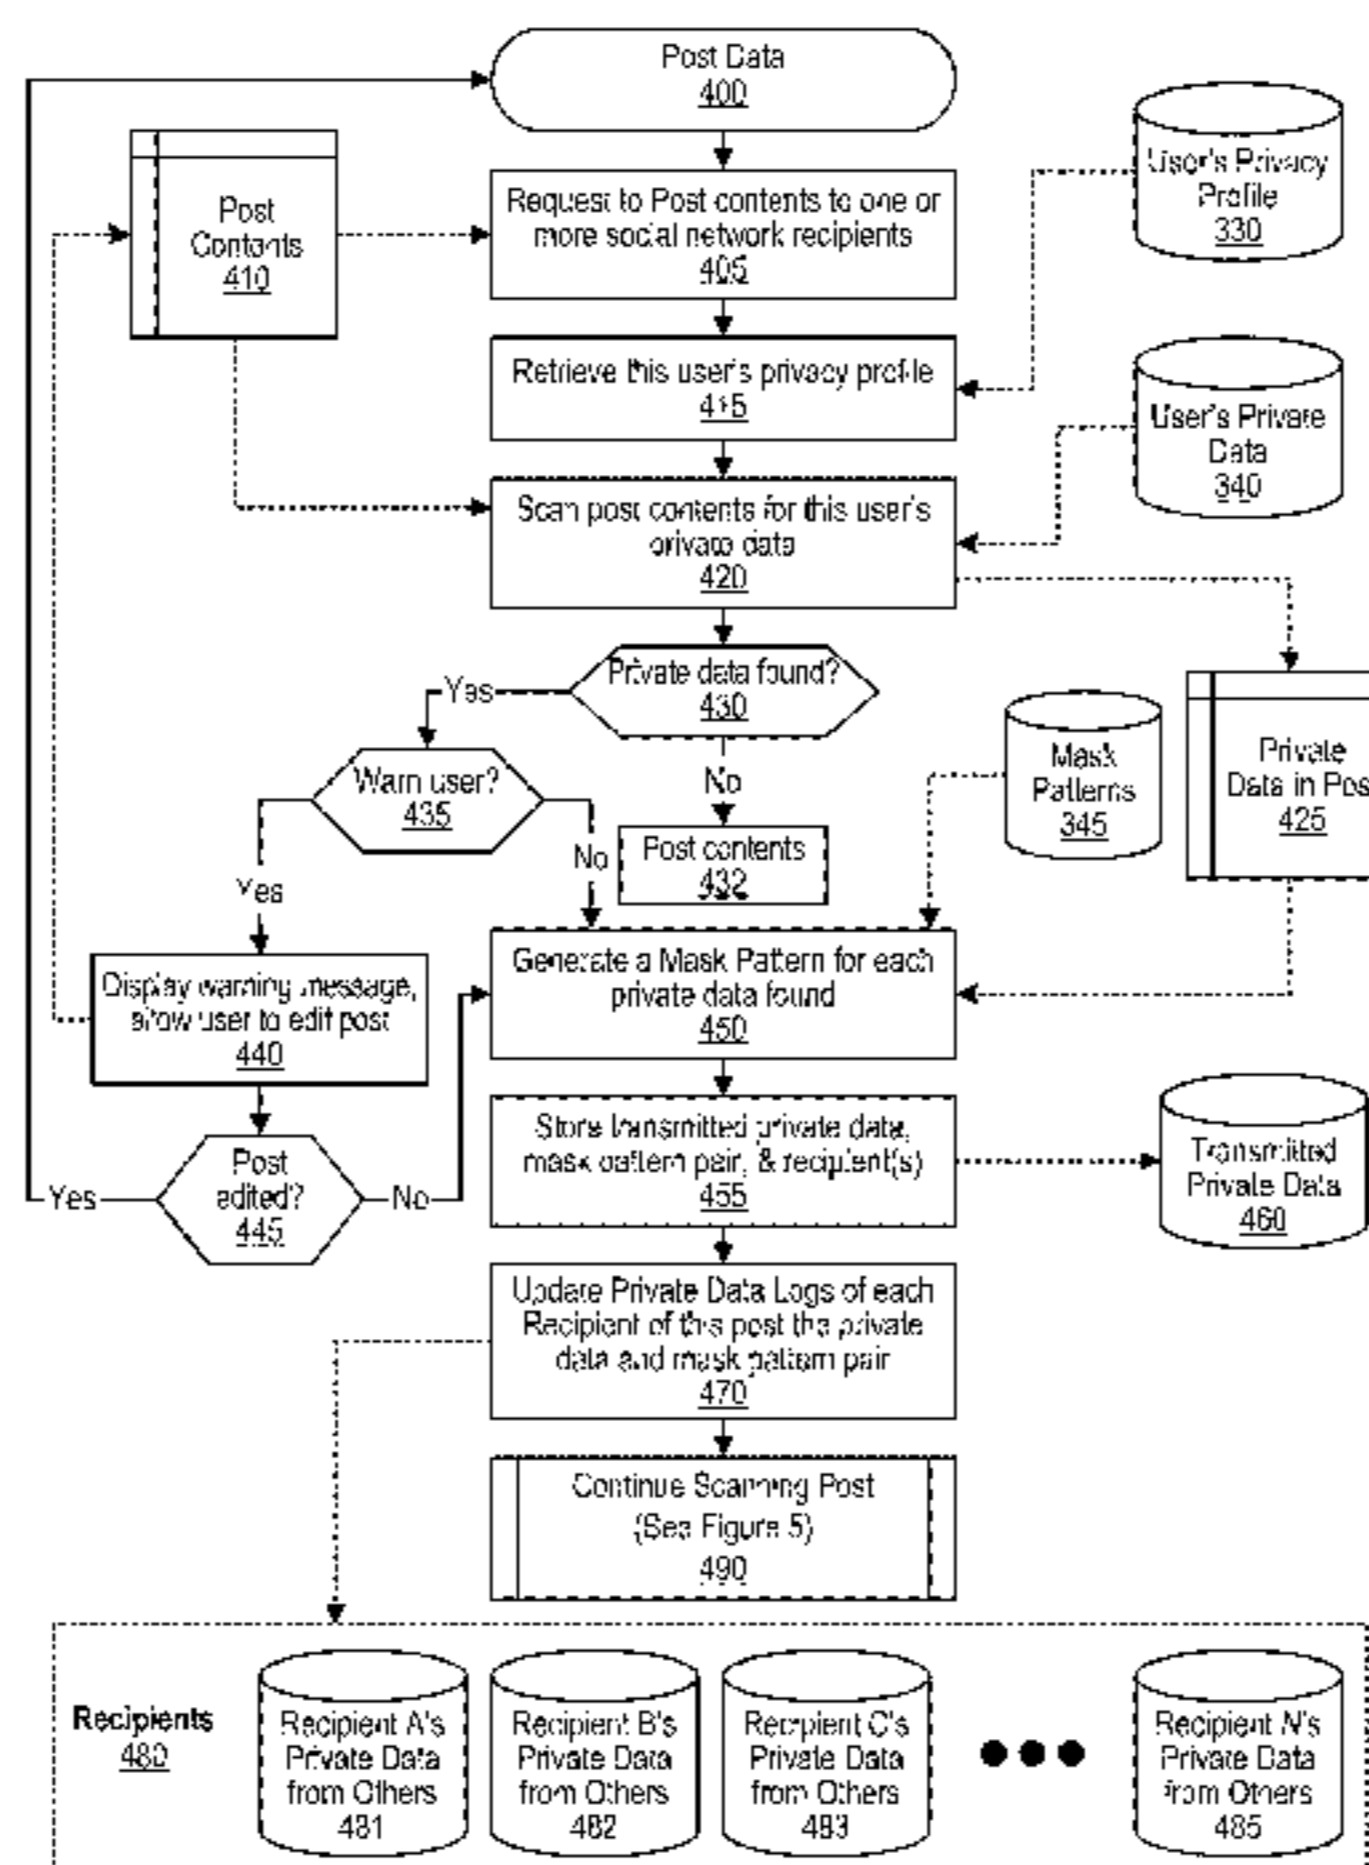 Post Data
400
User's Privacy
Profile
330
Post
Contents
410
Request to Post contents to one or
more social network recipients
405
Retrieve this user's privacy profile
415
User's Private
Data
340
Scan post contents for this user's
private data
420
Private data found?
430
Yes
No
Warn user?
435
Yes
No
Post contents
432
Mask
Patterns
345
Private
Data in Pos
425
Display warning message,
allow user to edit post
440
Generate a Mask Pattern for each
private data found
450
Post
edited?
445
Yes
No
Store transmitted private data,
mask pattern pair, & recipient(s)
455
Transmitted
Private Data
460
Update Private Data Logs of each
Recipient of this post the private
data and mask pattern pair
470
Continue Scanning Post
(See Figure 5)
490
Recipients
480
Recipient A's
Private Data
from Others
481
Recipient B's
Private Data
from Others
482
Recipient C's
Private Data
from Others
483
Recipient N's
Private Data
from Others
485